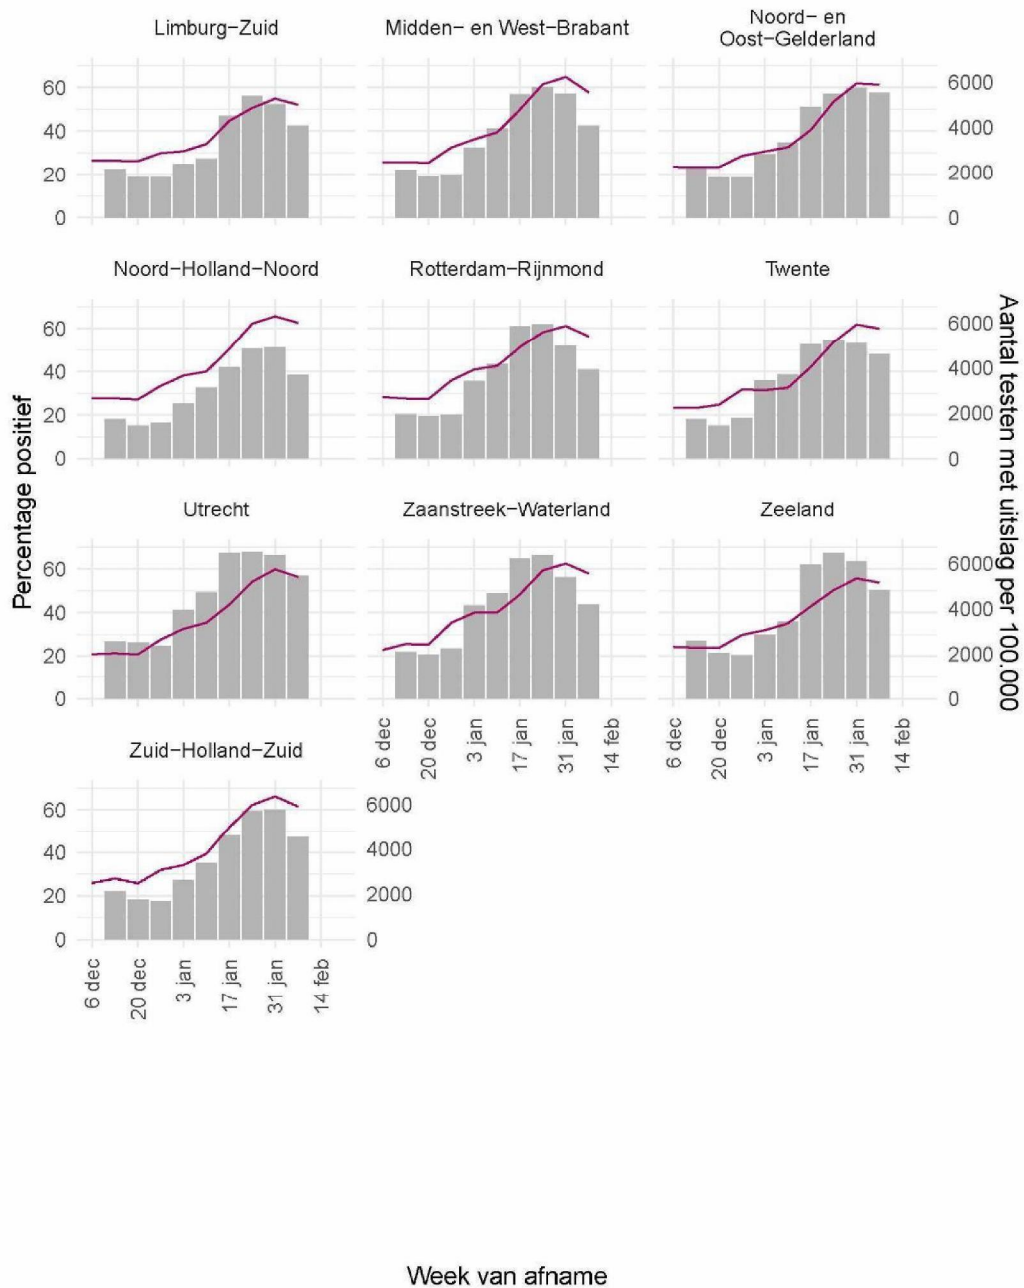 Limburg−Zuid
Midden− en West−Brabant
Noord− en
Oost−Gelderland
60
40
20
0
6000
4000
2000
0
Noord−Holland−Noord
Rotterdam−Rijnmond
Twente
60
40
20
0
6000
4000
2000
0
Percentage positief
Aantal testen met uitslag per 100.000
Utrecht
Zaanstreek−Waterland
Zeeland
60
40
20
0
6000
4000
2000
0
6 dec
20 dec
3 jan
17 jan
31 jan
14 feb
6 dec
20 dec
3 jan
17 jan
31 jan
14 feb
Zuid−Holland−Zuid
60
40
20
0
6000
4000
2000
0
6 dec
20 dec
3 jan
17 jan
31 jan
14 feb
Week van afname